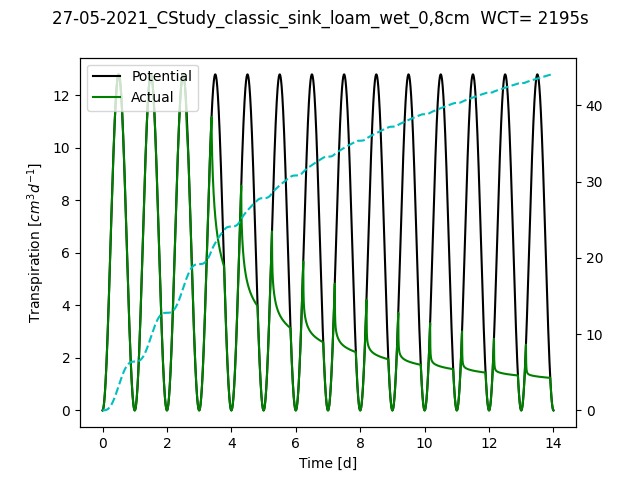 27-05-2021_CStudy_classic_sink_loam_wet_0,8cm  WCT= 2195s
Potential
Actual
Transpiration [cm³d⁻¹]
12
10
8
6
4
2
0
40
30
20
10
0
0 2 4 6 8 10 12 14
Time [d]